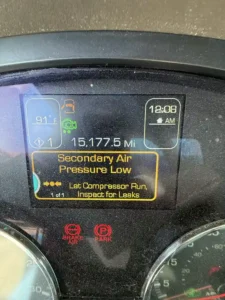 12:08
91°
AM
1
15,177.5 Mi
Secondary Air
Pressure Low
Let Compressor Run,
Inspect for Leaks
1 of 1
BRAKE
PARK